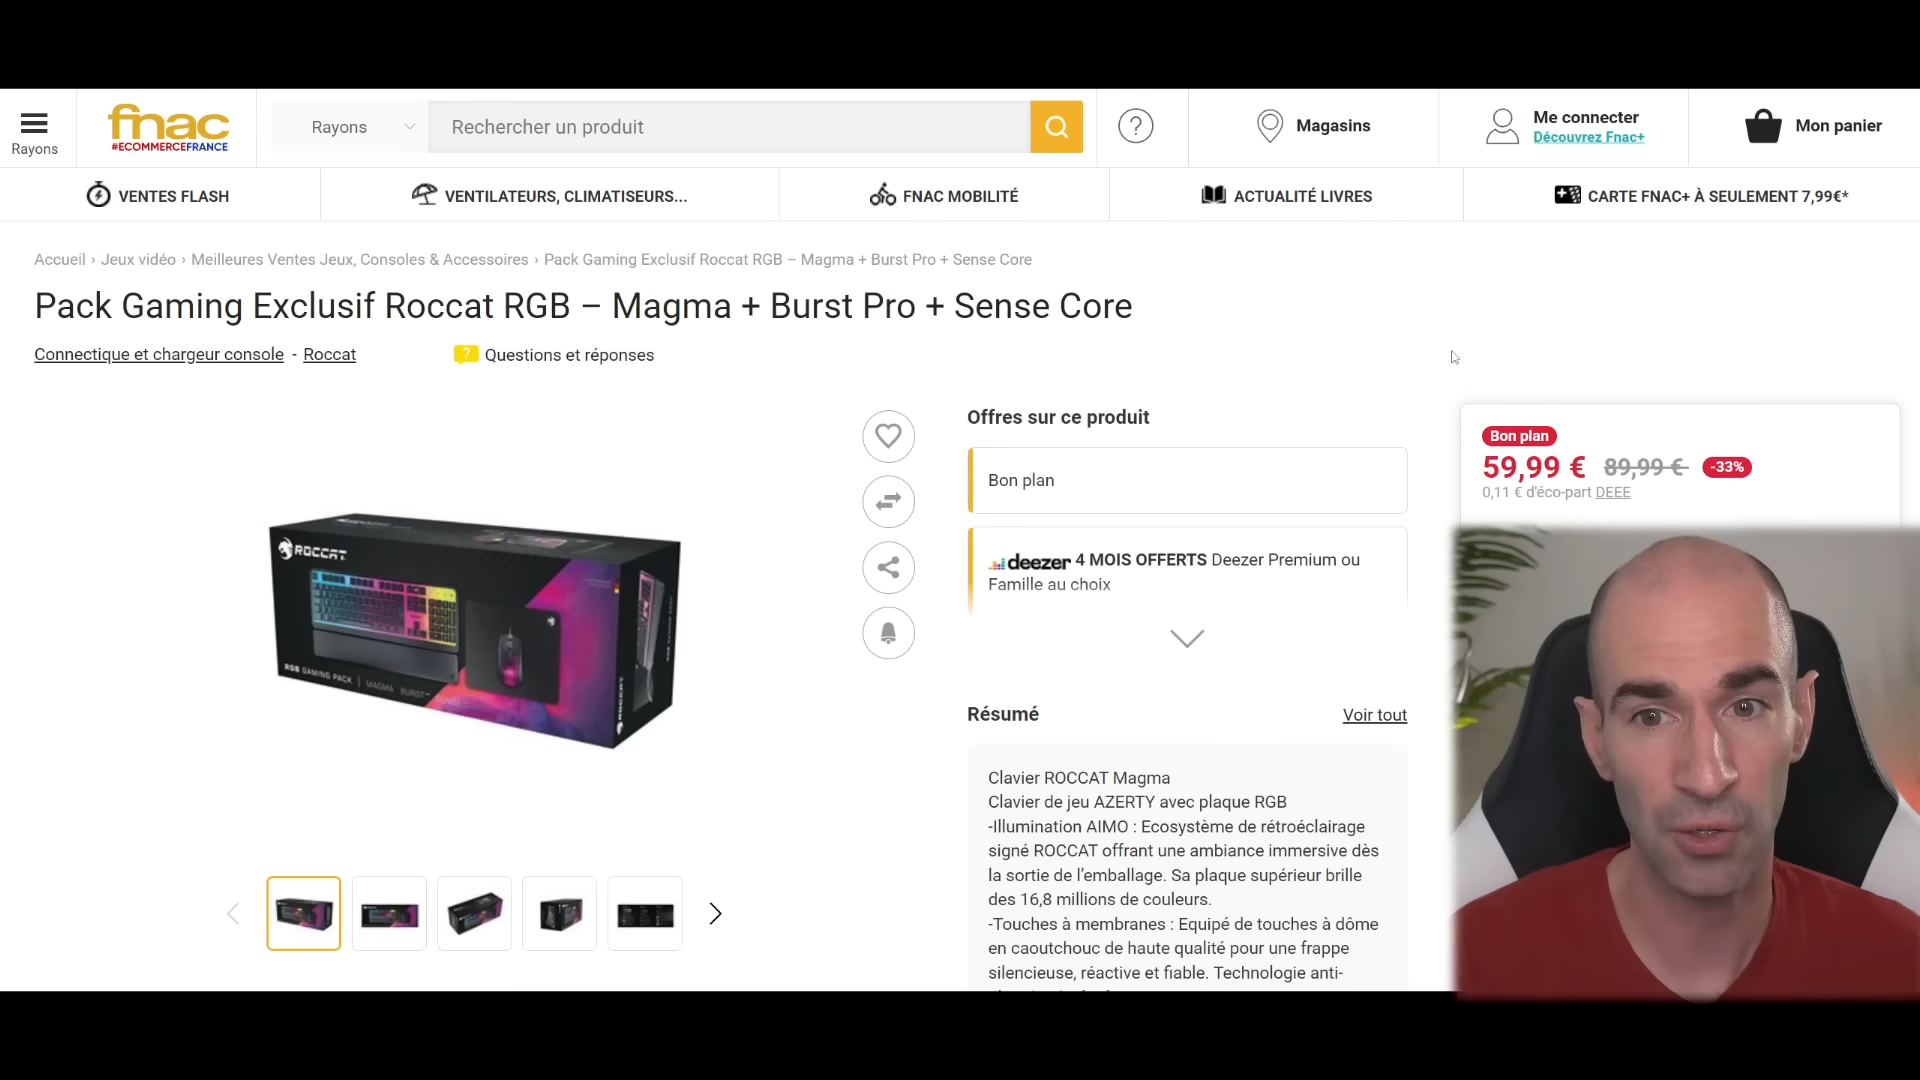 Rayons
fnac
#ECOMMERCEFRANCE
Rayons
Rechercher un produit
?
Magasins
Me connecter
Découvrez Fnac+
Mon panier
VENTES FLASH
VENTILATEURS, CLIMATISEURS...
FNAC MOBILITÉ
ACTUALITÉ LIVRES
CARTE FNAC+ À SEULEMENT 7,99€*
Accueil › Jeux vidéo › Meilleures Ventes Jeux, Consoles & Accessoires › Pack Gaming Exclusif Roccat RGB – Magma + Burst Pro + Sense Core
Pack Gaming Exclusif Roccat RGB – Magma + Burst Pro + Sense Core
Connectique et chargeur console - Roccat
? Questions et réponses
ROCCAT
RGB GAMING PACK | MAGMA BURST
ROCCAT
Offres sur ce produit
Bon plan
deezer 4 MOIS OFFERTS Deezer Premium ou
Famille au choix
Bon plan
59,99 € 89,99 € -33%
0,11 € d'éco-part DEEE
Résumé
Voir tout
Clavier ROCCAT Magma
Clavier de jeu AZERTY avec plaque RGB
-Illumination AIMO : Ecosystème de rétroéclairage
signé ROCCAT offrant une ambiance immersive dès
la sortie de l’emballage. Sa plaque supérieur brille
des 16,8 millions de couleurs.
-Touches à membranes : Equipé de touches à dôme
en caoutchouc de haute qualité pour une frappe
silencieuse, réactive et fiable. Technologie anti-